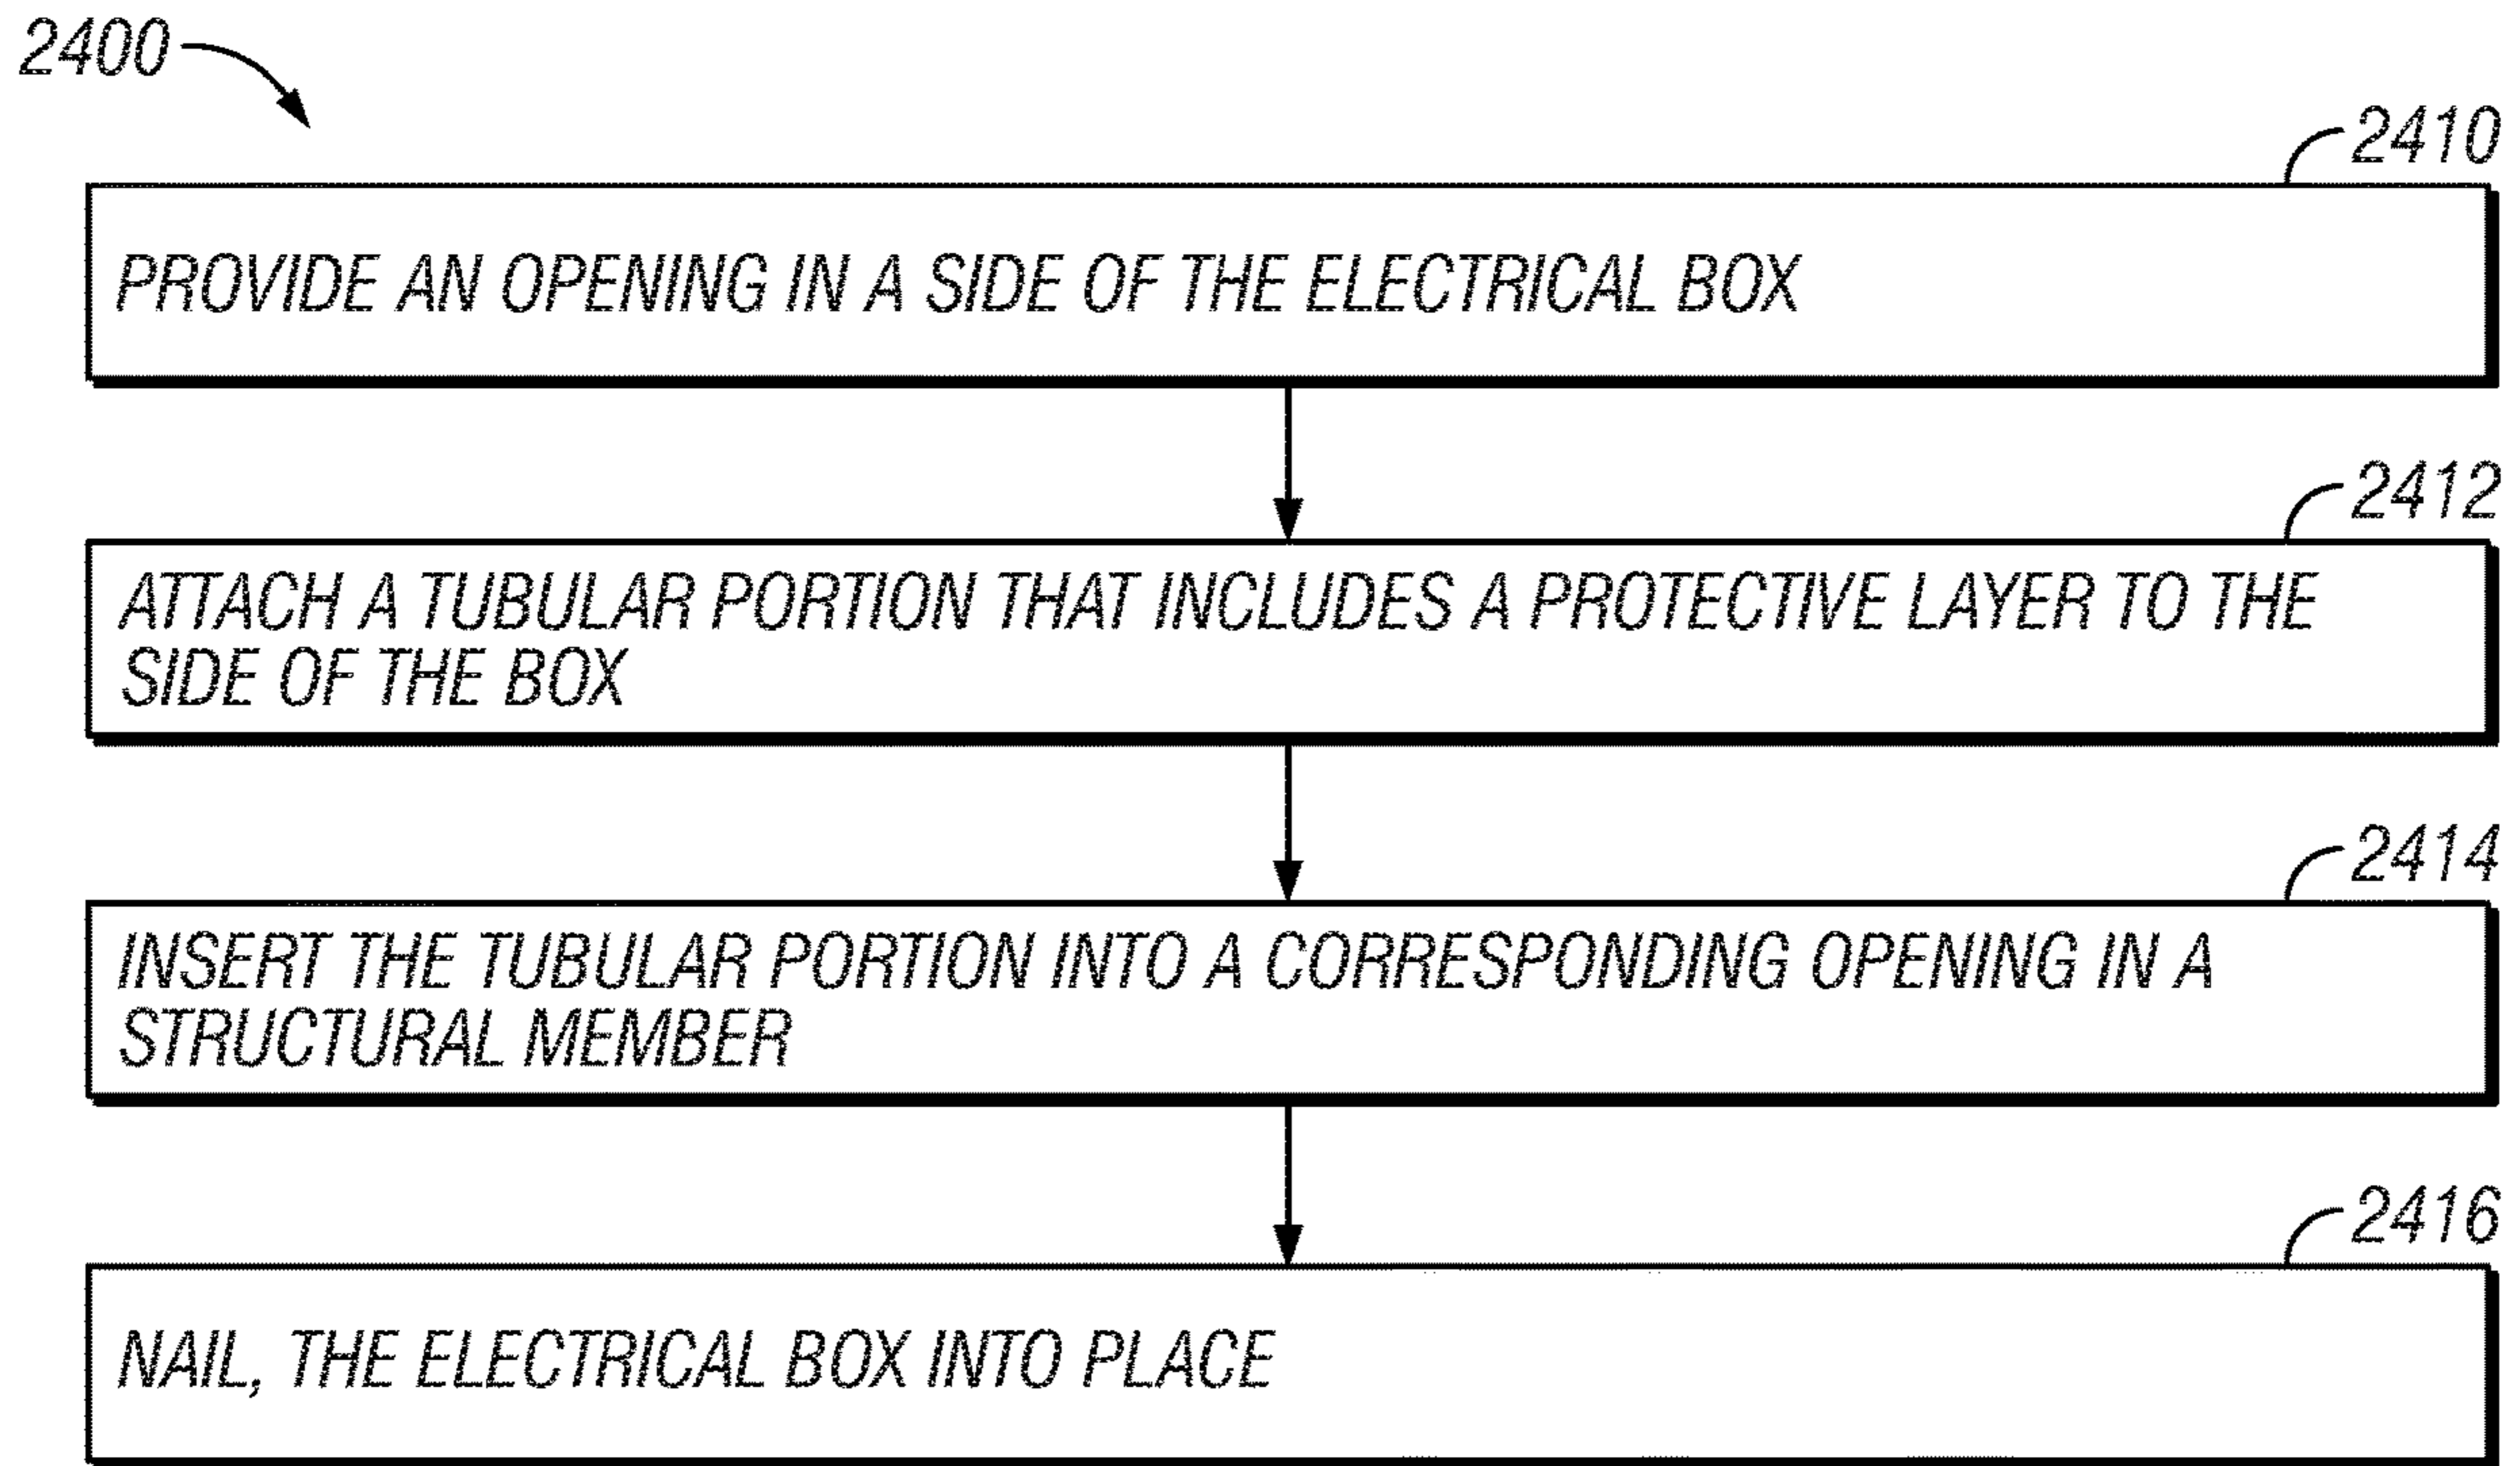 2400
2410
PROVIDE AN OPENING IN A SIDE OF THE ELECTRICAL BOX
2412
ATTACH A TUBULAR PORTION THAT INCLUDES A PROTECTIVE LAYER TO THE
SIDE OF THE BOX
2414
INSERT THE TUBULAR PORTION INTO A CORRESPONDING OPENING IN A
STRUCTURAL MEMBER
2416
NAIL, THE ELECTRICAL BOX INTO PLACE